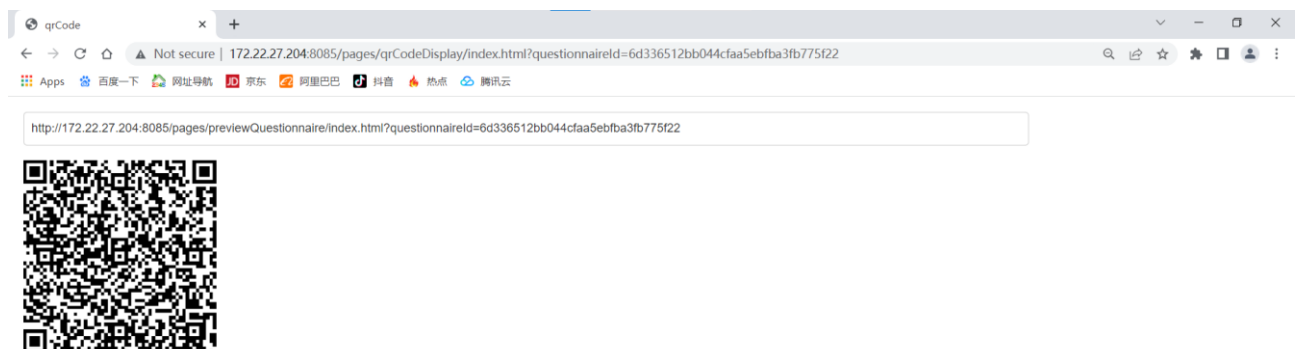 qrCode
Not secure | 172.22.27.204:8085/pages/qrCodeDisplay/index.html?questionnaireId=6d336512bb044cfaa5ebfba3fb775f22
Apps 百度一下 网址导航 JD 京东 阿里巴巴 抖音 热点 腾讯云
http://172.22.27.204:8085/pages/previewQuestionnaire/index.html?questionnaireId=6d336512bb044cfaa5ebfba3fb775f22